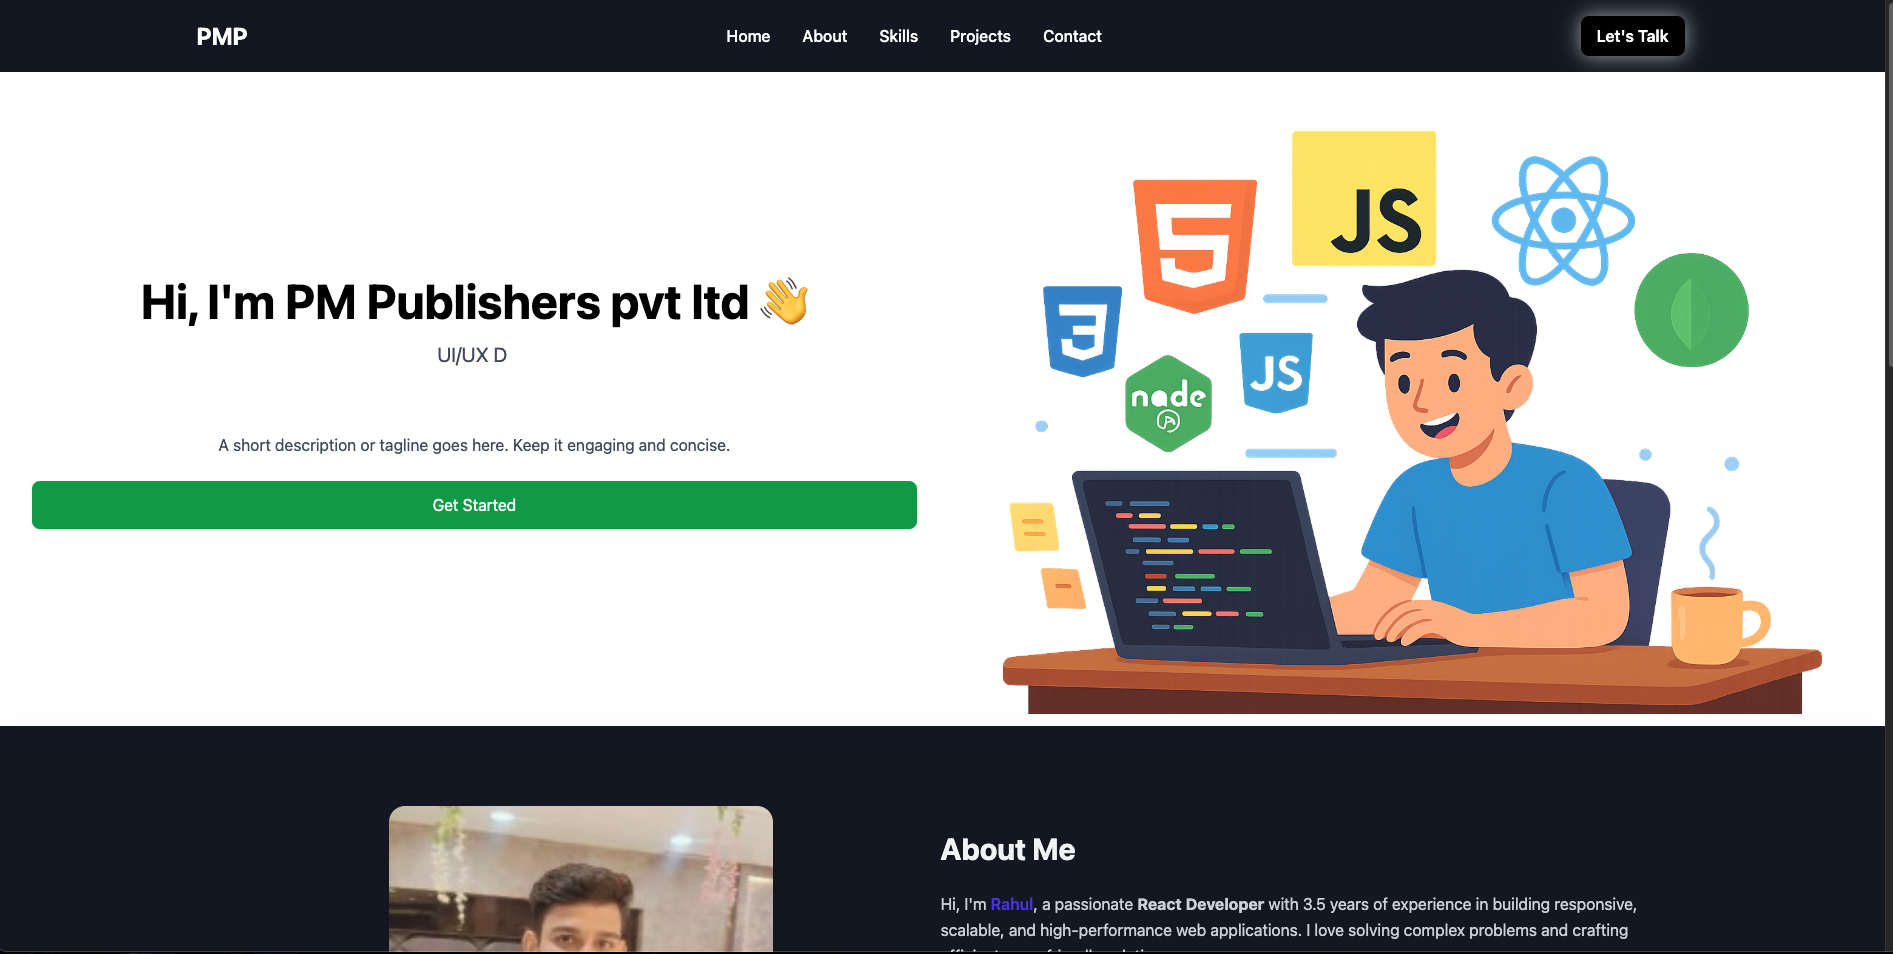 PMP
Home
About
Skills
Projects
Contact
Let's Talk
Hi, I'm PM Publishers pvt ltd 👋
UI/UX D
A short description or tagline goes here. Keep it engaging and concise.
Get Started
5
JS
3
JS
node
About Me
Hi, I'm Rahul, a passionate React Developer with 3.5 years of experience in building responsive,
scalable, and high-performance web applications. I love solving complex problems and crafting